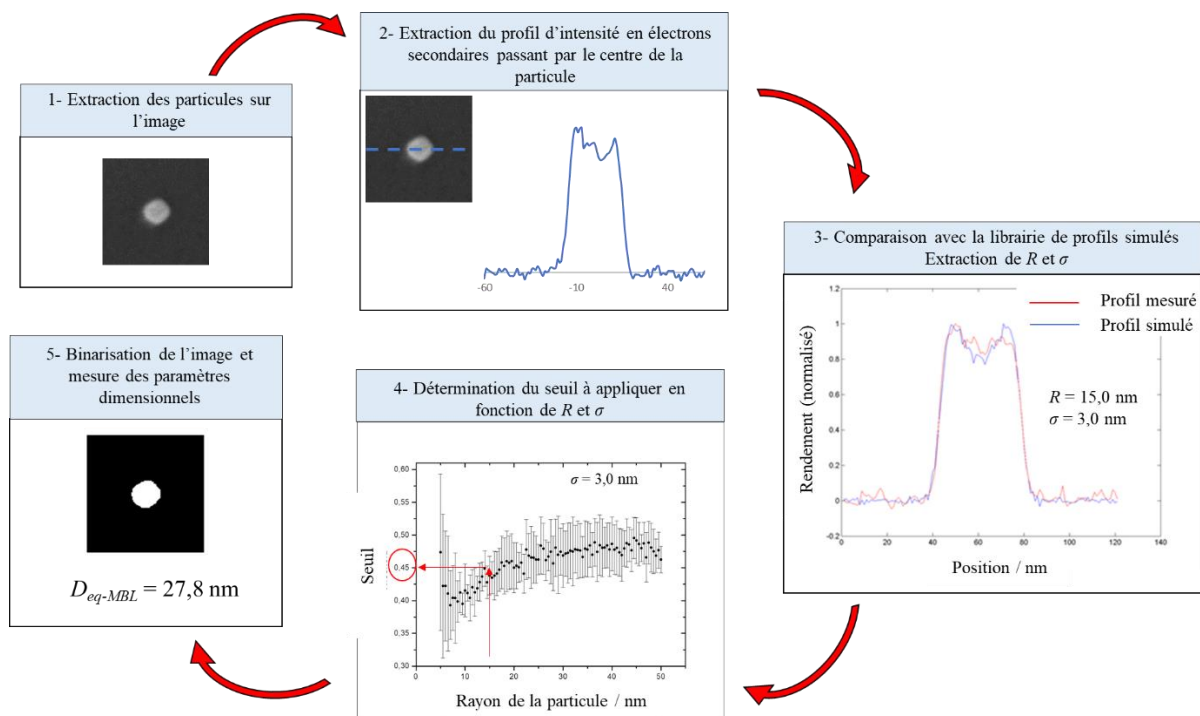 1- Extraction des particules sur
l'image
2- Extraction du profil d'intensité en électrons
secondaires passant par le centre de la
particule
-60
-10
40
3- Comparaison avec la librairie de profils simulés
Extraction de R et σ
Profil mesuré
Profil simulé
R = 15,0 nm
σ = 3,0 nm
Rendement (normalisé)
1.2
1
0.8
0.6
0.4
0.2
0
-0.2
0
20
40
60
80
100
120
140
Position / nm
4- Détermination du seuil à appliquer en
fonction de R et σ
σ = 3,0 nm
Seuil
0,60
0,55
0,50
0,45
0,40
0,35
0,30
0
10
20
30
40
50
Rayon de la particule / nm
5- Binarisation de l'image et
mesure des paramètres
dimensionnels
D_eq-MBL = 27,8 nm